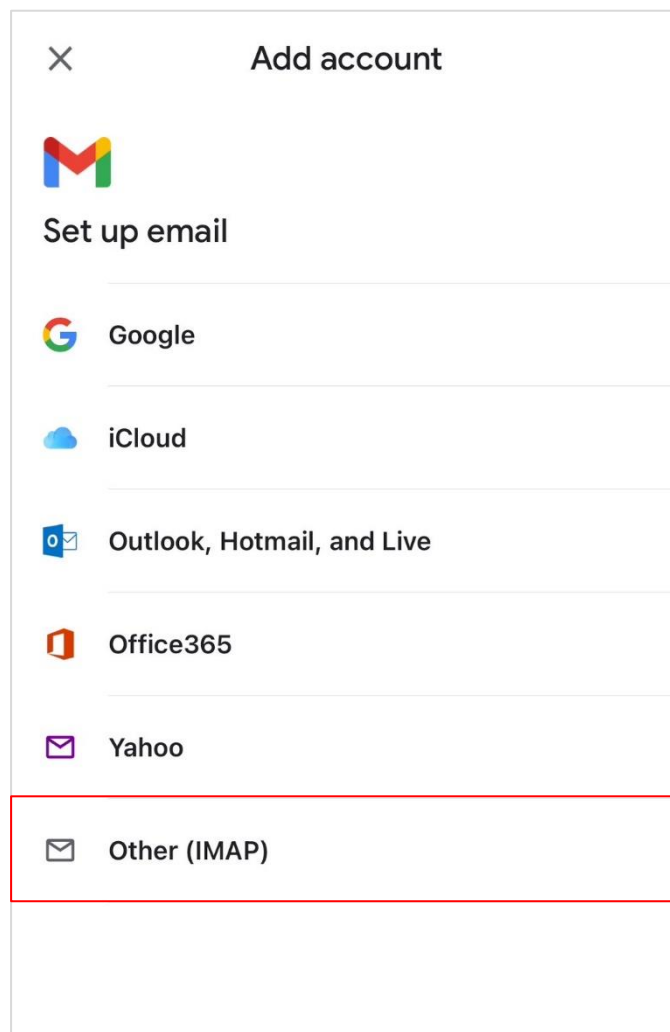 Add account
Set up email
Google
iCloud
Outlook, Hotmail, and Live
Office365
Yahoo
Other (IMAP)